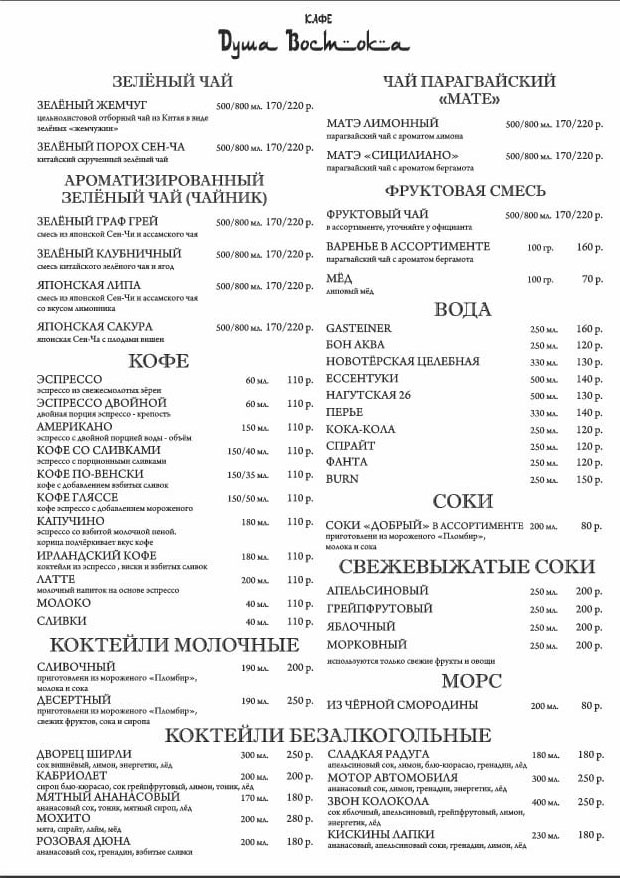 КАФЕ
Душа Востока
ЗЕЛЁНЫЙ ЧАЙ
ЗЕЛЁНЫЙ ЖЕМЧУГ 500/800 мл. 170/220 р.
цельнолистовой отборный чай из Китая в виде
зелёных «жемчужин»
ЗЕЛЁНЫЙ ПОРОХ СЕН-ЧА 500/800 мл. 170/220 р.
китайский скрученный зелёный чай
АРОМАТИЗИРОВАННЫЙ
ЗЕЛЁНЫЙ ЧАЙ (ЧАЙНИК)
ЗЕЛЁНЫЙ ГРАФ ГРЕЙ 500/800 мл. 170/220 р.
смесь из японской Сен-Чи и ассамского чая
ЗЕЛЁНЫЙ КЛУБНИЧНЫЙ 500/800 мл. 170/220 р.
смесь китайского зелёного чая и ягод
ЯПОНСКАЯ ЛИПА 500/800 мл. 170/220 р.
смесь из японской Сен-Чи и ассамского чая
со вкусом лимонника
ЯПОНСКАЯ САКУРА 500/800 мл. 170/220 р.
японская Сен-Ча с плодами вишен
КОФЕ
ЭСПРЕССО 60 мл. 110 р.
эспрессо из свежесмолотых зёрен
ЭСПРЕССО ДВОЙНОЙ 60 мл. 110 р.
двойная порция эспрессо - крепость
АМЕРИКАНО 150 мл. 110 р.
эспрессо с двойной порцией воды - объём
КОФЕ СО СЛИВКАМИ 150/40 мл. 110 р.
эспрессо с порционными сливками
КОФЕ ПО-ВЕНСКИ 150/35 мл. 110 р.
кофе с добавлением взбитых сливок
КОФЕ ГЛЯССЕ 150/50 мл. 110 р.
кофе эспрессо с добавлением мороженого
КАПУЧИНО 180 мл. 110 р.
эспрессо со взбитой молочной пеной,
корица подчёркивает вкус кофе
ИРЛАНДСКИЙ КОФЕ 180 мл. 110 р.
коктейли из эспрессо , виски и взбитых сливок
ЛАТТЕ 200 мл. 110 р.
молочный напиток на основе эспрессо
МОЛОКО 40 мл. 110 р.
СЛИВКИ 40 мл. 110 р.
КОКТЕЙЛИ МОЛОЧНЫЕ
СЛИВОЧНЫЙ 190 мл. 200 р.
приготовлени из мороженого «Пломбир»,
молока и сока
ДЕСЕРТНЫЙ 190 мл. 250 р.
приготовлени из мороженого «Пломбир»,
свежих фруктов, сока и сиропа
ЧАЙ ПАРАГВАЙСКИЙ
«МАТЕ»
МАТЭ ЛИМОННЫЙ 500/800 мл. 170/220 р.
парагвайский чай с ароматом лимона
МАТЭ «СИЦИЛИАНО» 500/800 мл. 170/220 р.
парагвайский чай с ароматом бергамота
ФРУКТОВАЯ СМЕСЬ
ФРУКТОВЫЙ ЧАЙ 500/800 мл. 170/220 р.
в ассортименте, уточняйте у официанта
ВАРЕНЬЕ В АССОРТИМЕНТЕ 100 гр. 160 р.
парагвайский чай с ароматом бергамота
МЁД 100 гр. 70 р.
липовый мёд
ВОДА
GASTEINER 250 мл. 160 р.
БОН АКВА 250 мл. 120 р.
НОВОТЁРСКАЯ ЦЕЛЕБНАЯ 330 мл. 130 р.
ЕССЕНТУКИ 500 мл. 140 р.
НАГУТСКАЯ 26 500 мл. 130 р.
ПЕРЬЕ 330 мл. 140 р.
КОКА-КОЛА 250 мл. 120 р.
СПРАЙТ 250 мл. 120 р.
ФАНТА 250 мл. 120 р.
BURN 250 мл. 150 р.
СОКИ
СОКИ «ДОБРЫЙ» В АССОРТИМЕНТЕ 200 мл. 80 р.
приготовлени из мороженого «Пломбир»,
молока и сока
СВЕЖЕВЫЖАТЫЕ СОКИ
АПЕЛЬСИНОВЫЙ 250 мл. 200 р.
ГРЕЙПФРУТОВЫЙ 250 мл. 200 р.
ЯБЛОЧНЫЙ 250 мл. 200 р.
МОРКОВНЫЙ 250 мл. 200 р.
используются только свежие фрукты и овощи
МОРС
ИЗ ЧЁРНОЙ СМОРОДИНЫ 200 мл. 80 р.
КОКТЕЙЛИ БЕЗАЛКОГОЛЬНЫЕ
ДВОРЕЦ ШИРЛИ 300 мл. 250 р.
сок вишнёвый, лимон, энергетик, лёд
КАБРИОЛЕТ 200 мл. 200 р.
сироп блю-кюрасао, сок грейпфрутовый, лимон, тоник, лёд
МЯТНЫЙ АНАНАСОВЫЙ 170 мл. 180 р.
ананасовый сок, тоник, мятный сироп, лёд
МОХИТО 200 мл. 280 р.
мята, спрайт, лайм, мёд
РОЗОВАЯ ДЮНА 200 мл. 180 р.
ананасовый сок, гренадин, взбитые сливки
СЛАДКАЯ РАДУГА 180 мл. 180 р.
апельсиновый сок, лимон, блю-кюрасао, гренадин, лёд
МОТОР АВТОМОБИЛЯ 300 мл. 250 р.
ананасовый сок, лимон, гренадин, энергетик, лёд
ЗВОН КОЛОКОЛА 400 мл. 250 р.
сок яблочный, апельсиновый, грейпфрутовый, лимон,
энергетик, лёд
КИСКИНЫ ЛАПКИ 230 мл. 180 р.
ананасовый, апельсиновый соки, гренадин, лимон, лёд